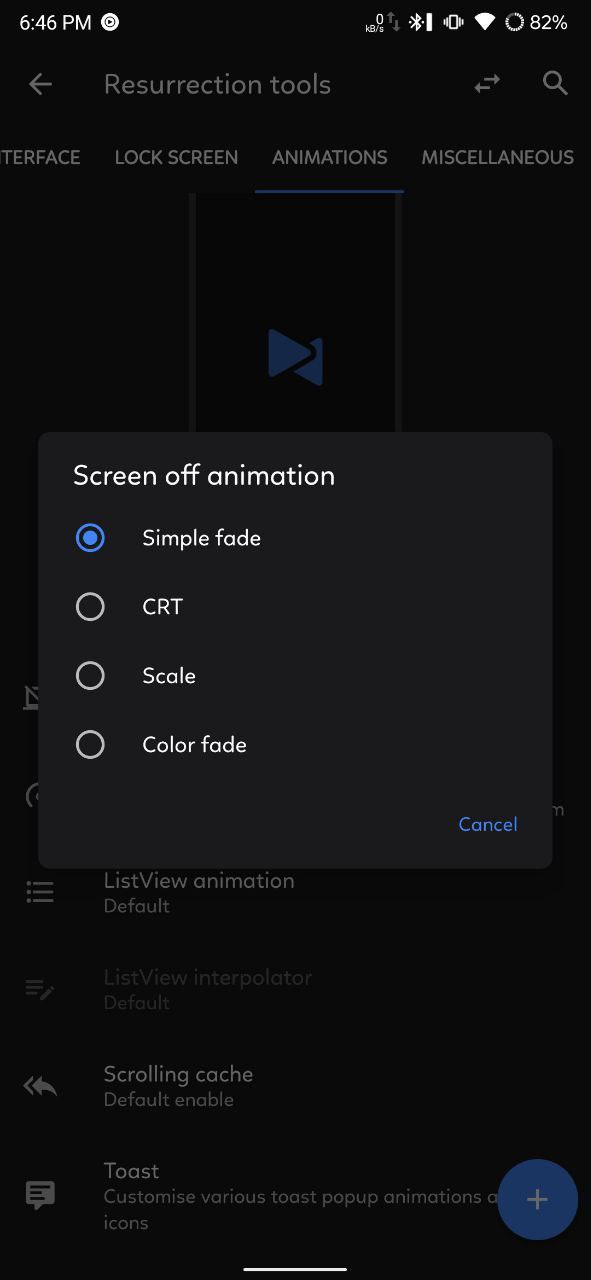 6:46 PM 0 kB/s 82%
Resurrection tools
TERFACE LOCK SCREEN ANIMATIONS MISCELLANEOUS
Screen off animation
Simple fade
CRT
Scale
Color fade
Cancel
ListView animation
Default
ListView interpolator
Default
Scrolling cache
Default enable
Toast
Customise various toast popup animations a
icons